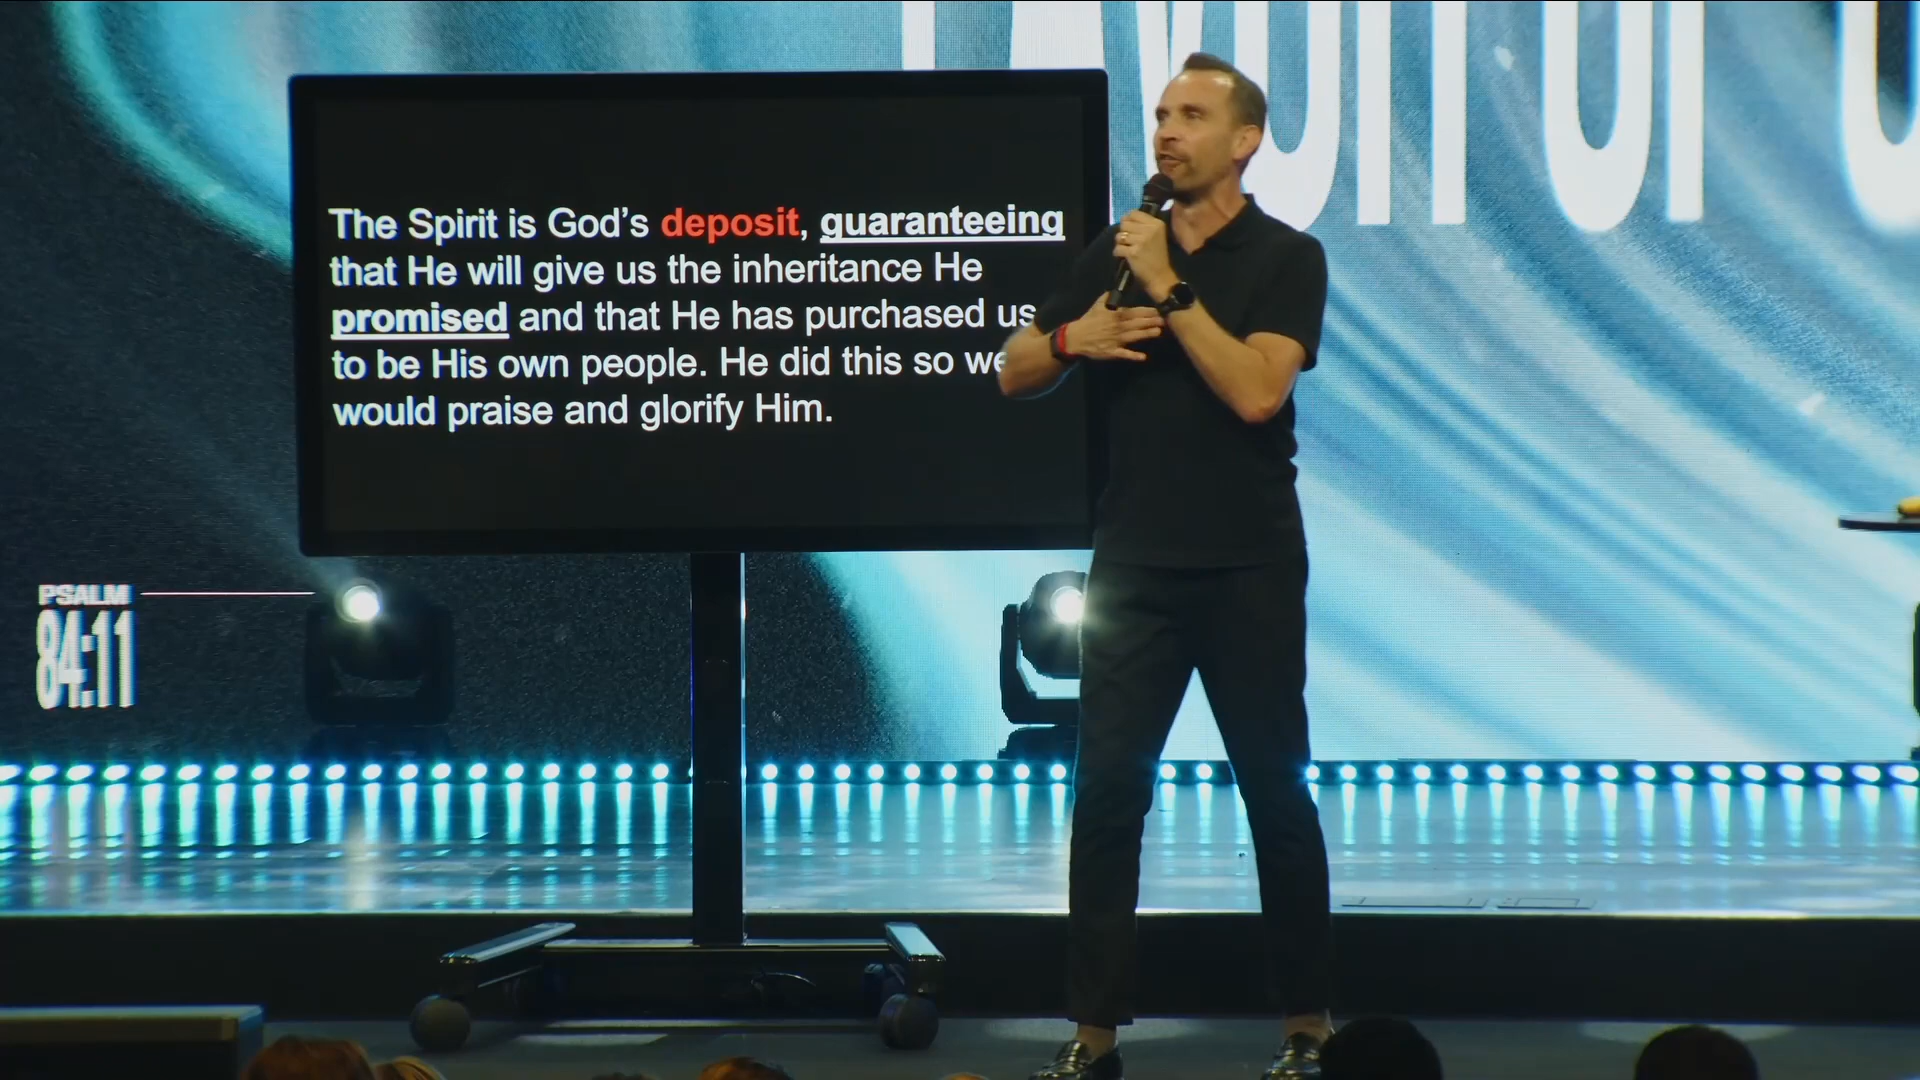 The Spirit is God's deposit, guaranteeing
that He will give us the inheritance He
promised and that He has purchased us
to be His own people. He did this so we
would praise and glorify Him.
PSALM
84:11